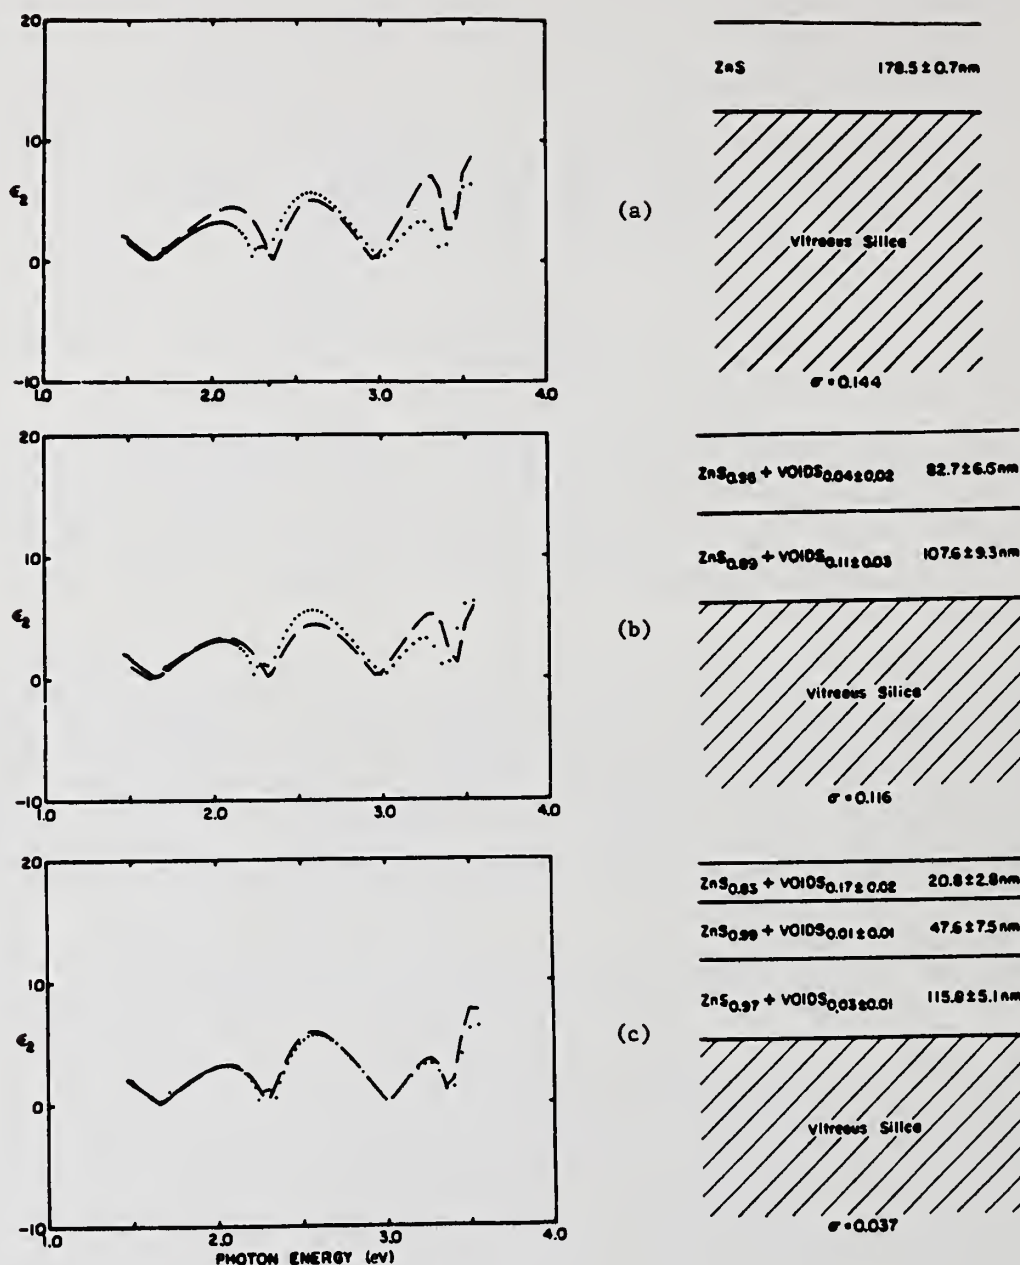 20
10
ϵ2
0
-10
1.0
2.0
3.0
4.0
(a)
ZnS 178.5±0.7nm
Vitreous Silica
σ=0.144
20
10
ϵ2
0
-10
1.0
2.0
3.0
4.0
(b)
ZnS0.96 + VOIDS0.04±0.02 82.7±6.5nm
ZnS0.89 + VOIDS0.11±0.03 107.6±9.3nm
Vitreous Silica
σ=0.116
20
10
ϵ2
0
-10
1.0
2.0
3.0
4.0
PHOTON ENERGY (eV)
(c)
ZnS0.83 + VOIDS0.17±0.02 20.8±2.8nm
ZnS0.99 + VOIDS0.01±0.01 47.6±7.5nm
ZnS0.97 + VOIDS0.03±0.01 115.8±5.1nm
Vitreous Silica
σ=0.037